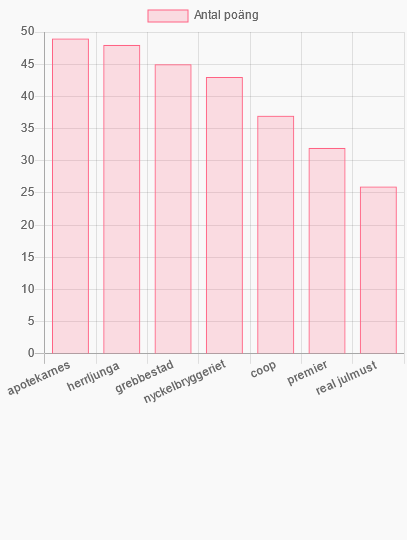 Antal poäng
50
45
40
35
30
25
20
15
10
5
0
apotekarnes
herrljunga
grebbestad
nyckelbryggeriet
coop
premier
real julmust